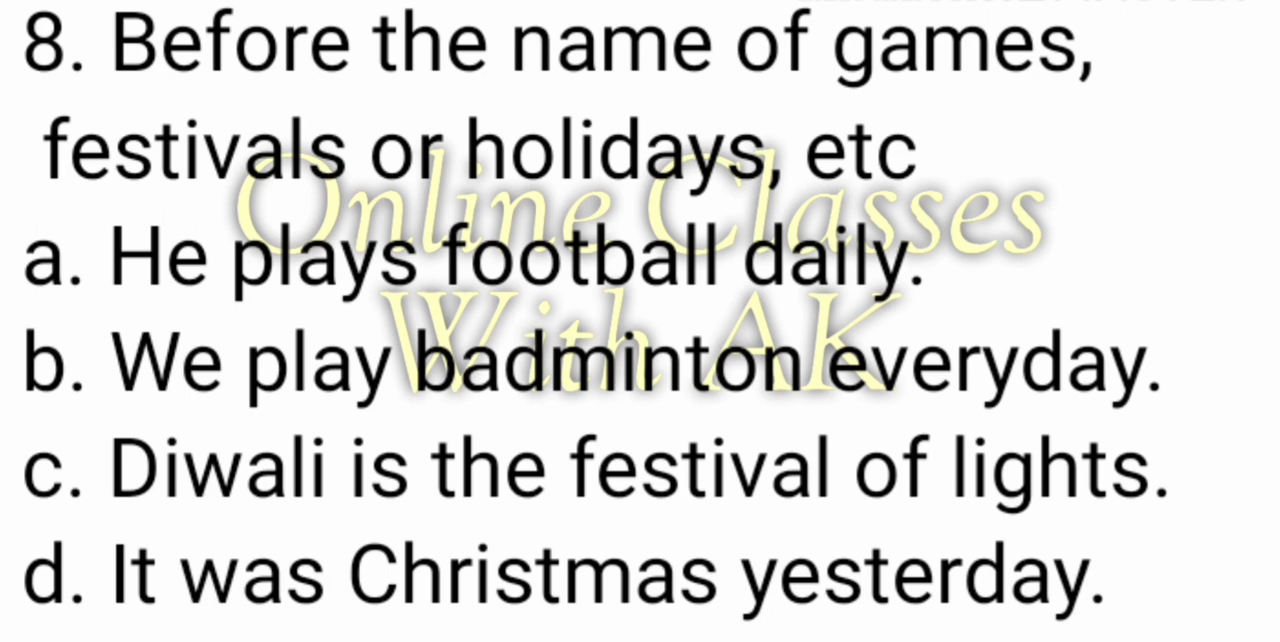 8. Before the name of games,
festivals or holidays, etc
Online Classes
With AK
a. He plays football daily.
b. We play badminton everyday.
c. Diwali is the festival of lights.
d. It was Christmas yesterday.